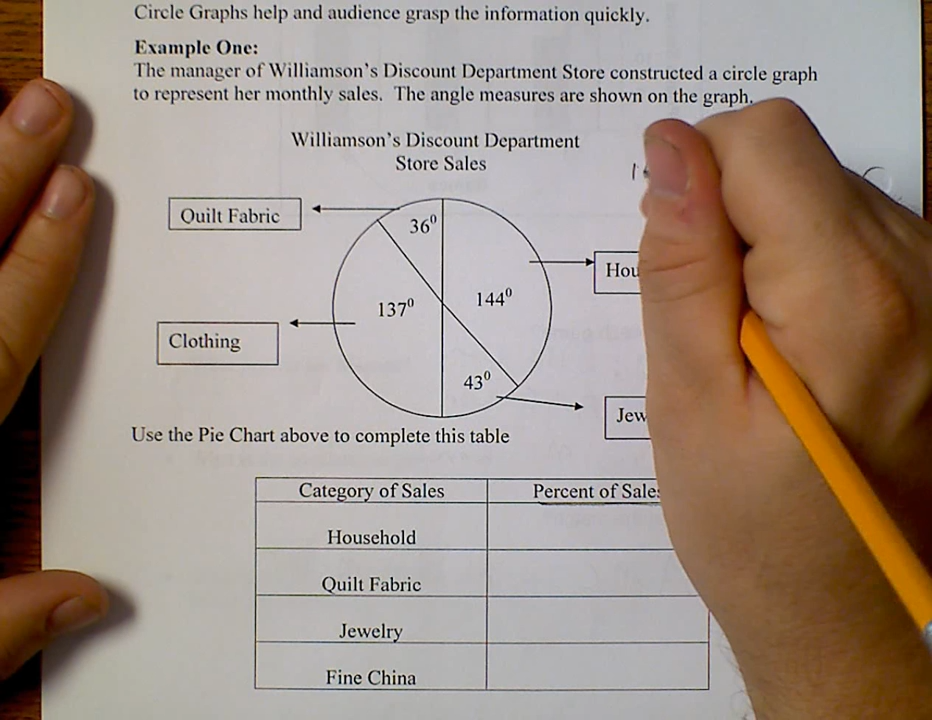 Circle Graphs help and audience grasp the information quickly.
Example One:
The manager of Williamson's Discount Department Store constructed a circle graph
to represent her monthly sales. The angle measures are shown on the graph.
Williamson's Discount Department
Store Sales
Quilt Fabric
36⁰
Hou
137⁰
144⁰
Clothing
43⁰
Jew
Use the Pie Chart above to complete this table
Category of Sales
Percent of Sales
Household
Quilt Fabric
Jewelry
Fine China